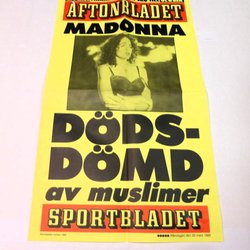 AFTONBLADET
MADONNA
DÖDS-
DÖMD
av muslimer
SPORTBLADET